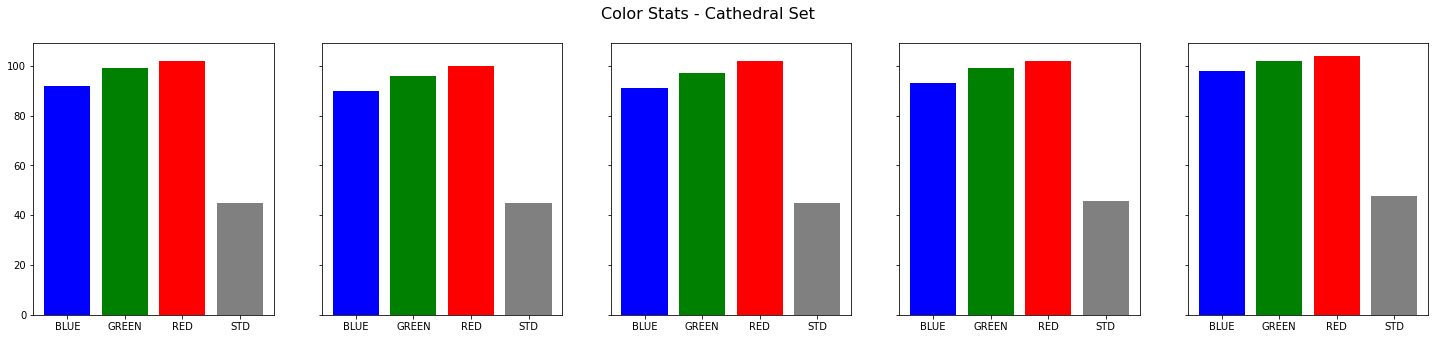 Color Stats - Cathedral Set
100
80
60
40
20
0
BLUE GREEN RED STD
BLUE GREEN RED STD
BLUE GREEN RED STD
BLUE GREEN RED STD
BLUE GREEN RED STD